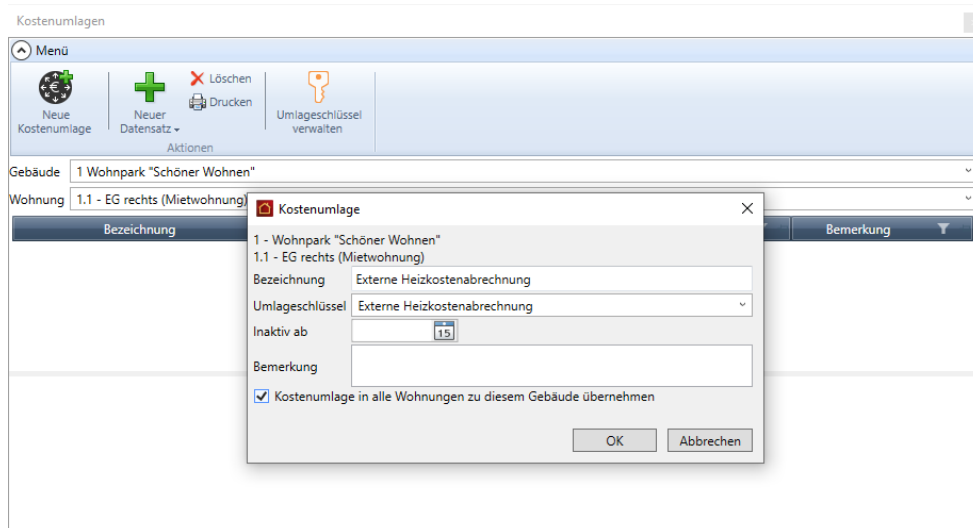 Kostenumlagen
Menü
Neue
Kostenumlage
Neuer
Datensatz
Löschen
Drucken
Umlageschlüssel
verwalten
Aktionen
Gebäude 1 Wohnpark "Schöner Wohnen"
Wohnung 1.1 - EG rechts (Mietwohnung)
Bezeichnung
Bemerkung
Kostenumlage
1 - Wohnpark "Schöner Wohnen"
1.1 - EG rechts (Mietwohnung)
Bezeichnung Externe Heizkostenabrechnung
Umlageschlüssel Externe Heizkostenabrechnung
Inaktiv ab 15
Bemerkung
Kostenumlage in alle Wohnungen zu diesem Gebäude übernehmen
OK Abbrechen